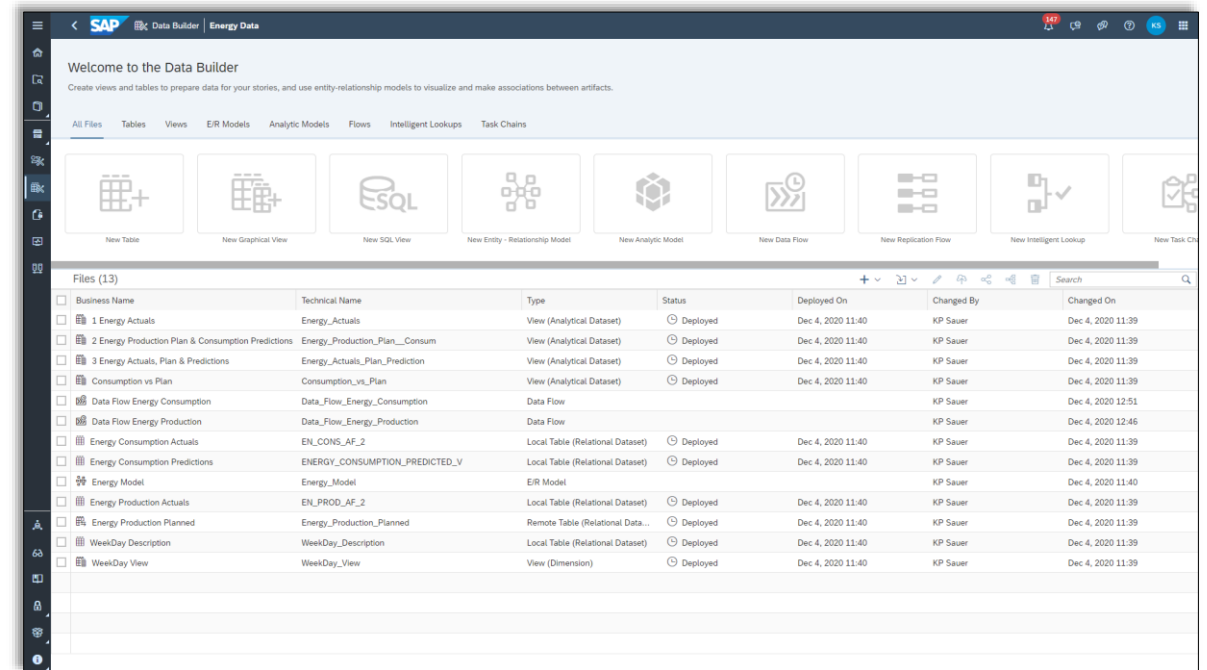 SAP Data Builder Energy Data 147 KS
Welcome to the Data Builder
Create views and tables to prepare data for your stories, and use entity-relationship models to visualize and make associations between artifacts.
All Files Tables Views E/R Models Analytic Models Flows Intelligent Lookups Task Chains
SQL
New Table New Graphical View New SQL View New Entity - Relationship Model New Analytic Model New Data Flow New Replication Flow New Intelligent Lookup New Task Ch
Files (13) Search
Business Name Technical Name Type Status Deployed On Changed By Changed On
1 Energy Actuals Energy_Actuals View (Analytical Dataset) Deployed Dec 4, 2020 11:40 KP Sauer Dec 4, 2020 11:39
2 Energy Production Plan & Consumption Predictions Energy_Production_Plan__Consum View (Analytical Dataset) Deployed Dec 4, 2020 11:40 KP Sauer Dec 4, 2020 11:39
3 Energy Actuals, Plan & Predictions Energy_Actuals_Plan_Prediction View (Analytical Dataset) Deployed Dec 4, 2020 11:40 KP Sauer Dec 4, 2020 11:39
Consumption vs Plan Consumption_vs_Plan View (Analytical Dataset) Deployed Dec 4, 2020 11:40 KP Sauer Dec 4, 2020 11:39
Data Flow Energy Consumption Data_Flow_Energy_Consumption Data Flow KP Sauer Dec 4, 2020 12:51
Data Flow Energy Production Data_Flow_Energy_Production Data Flow KP Sauer Dec 4, 2020 12:46
Energy Consumption Actuals EN_CONS_AF_2 Local Table (Relational Dataset) Deployed Dec 4, 2020 11:40 KP Sauer Dec 4, 2020 11:39
Energy Consumption Predictions ENERGY_CONSUMPTION_PREDICTED_V Local Table (Relational Dataset) Deployed Dec 4, 2020 11:40 KP Sauer Dec 4, 2020 11:39
Energy Model Energy_Model E/R Model KP Sauer Dec 4, 2020 11:40
Energy Production Actuals EN_PROD_AF_2 Local Table (Relational Dataset) Deployed Dec 4, 2020 11:40 KP Sauer Dec 4, 2020 11:39
Energy Production Planned Energy_Production_Planned Remote Table (Relational Data... Deployed Dec 4, 2020 11:40 KP Sauer Dec 4, 2020 11:39
WeekDay Description WeekDay_Description Local Table (Relational Dataset) Deployed Dec 4, 2020 11:40 KP Sauer Dec 4, 2020 11:39
WeekDay View WeekDay_View View (Dimension) Deployed Dec 4, 2020 11:40 KP Sauer Dec 4, 2020 11:39